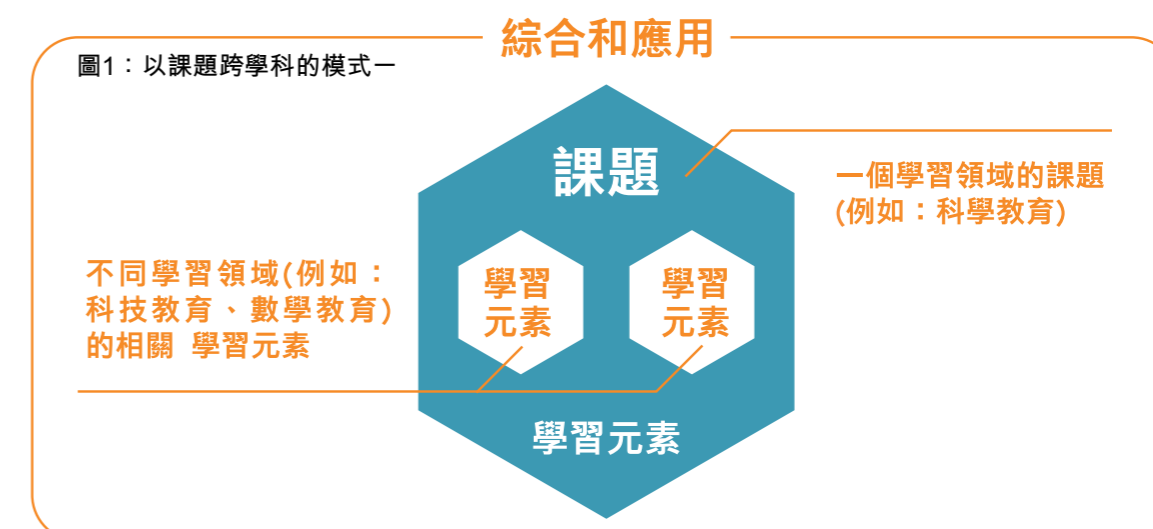 綜合和應用
圖1：以課題跨學科的模式一
課題
一個學習領域的課題
(例如：科學教育)
不同學習領域(例如：
科技教育、數學教育)
的相關 學習元素
學習
元素
學習
元素
學習元素